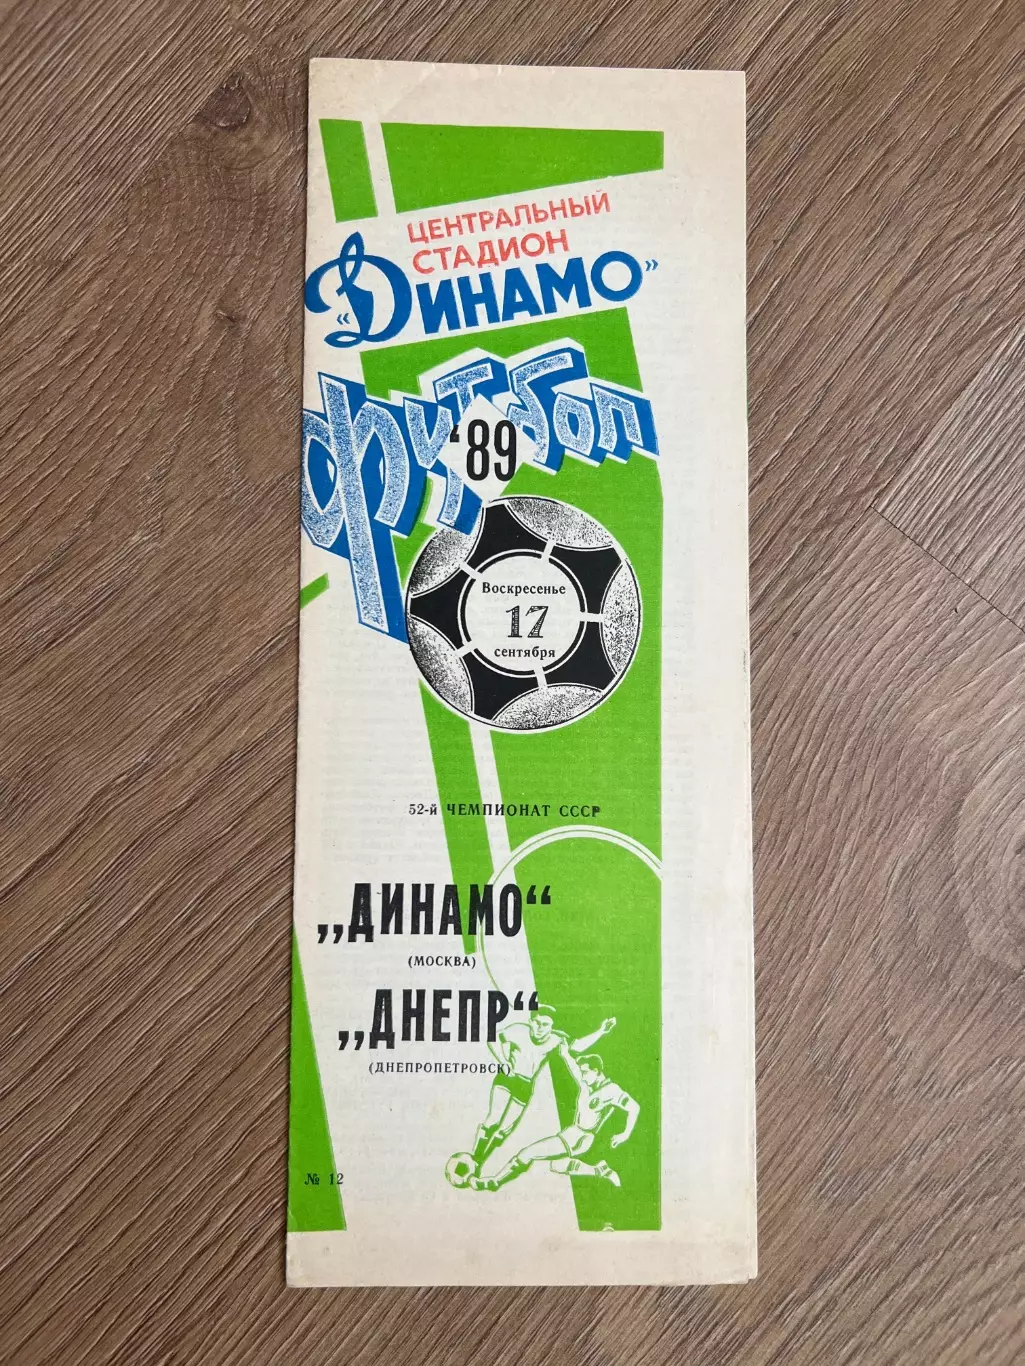 ЦЕНТРАЛЬНЫЙ
СТАДИОН
«ДИНАМО»
футбол
'89
Воскресенье
17
сентября
52-й ЧЕМПИОНАТ СССР
„ДИНАМО“
(МОСКВА)
„ДНЕПР“
(ДНЕПРОПЕТРОВСК)
№ 12